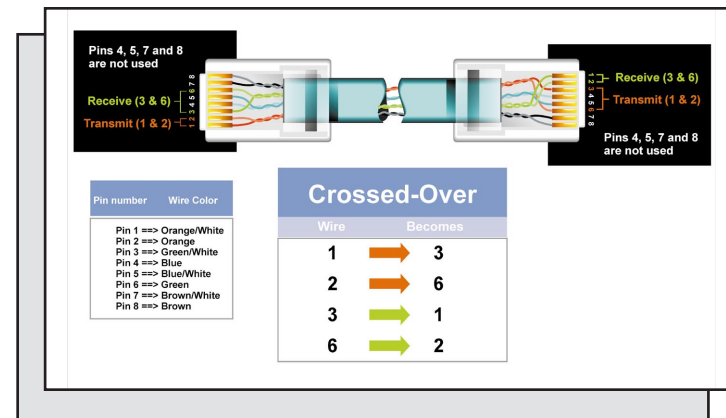 Pins 4, 5, 7 and 8
are not used
8
7
6
5
4
3
2
1
Receive (3 & 6)
Transmit (1 & 2)
1
2
3
4
5
6
7
8
Receive (3 & 6)
Transmit (1 & 2)
Pins 4, 5, 7 and 8
are not used
Pin number Wire Color
Pin 1 ==> Orange/White
Pin 2 ==> Orange
Pin 3 ==> Green/White
Pin 4 ==> Blue
Pin 5 ==> Blue/White
Pin 6 ==> Green
Pin 7 ==> Brown/White
Pin 8 ==> Brown
Crossed-Over
Wire Becomes
1 3
2 6
3 1
6 2